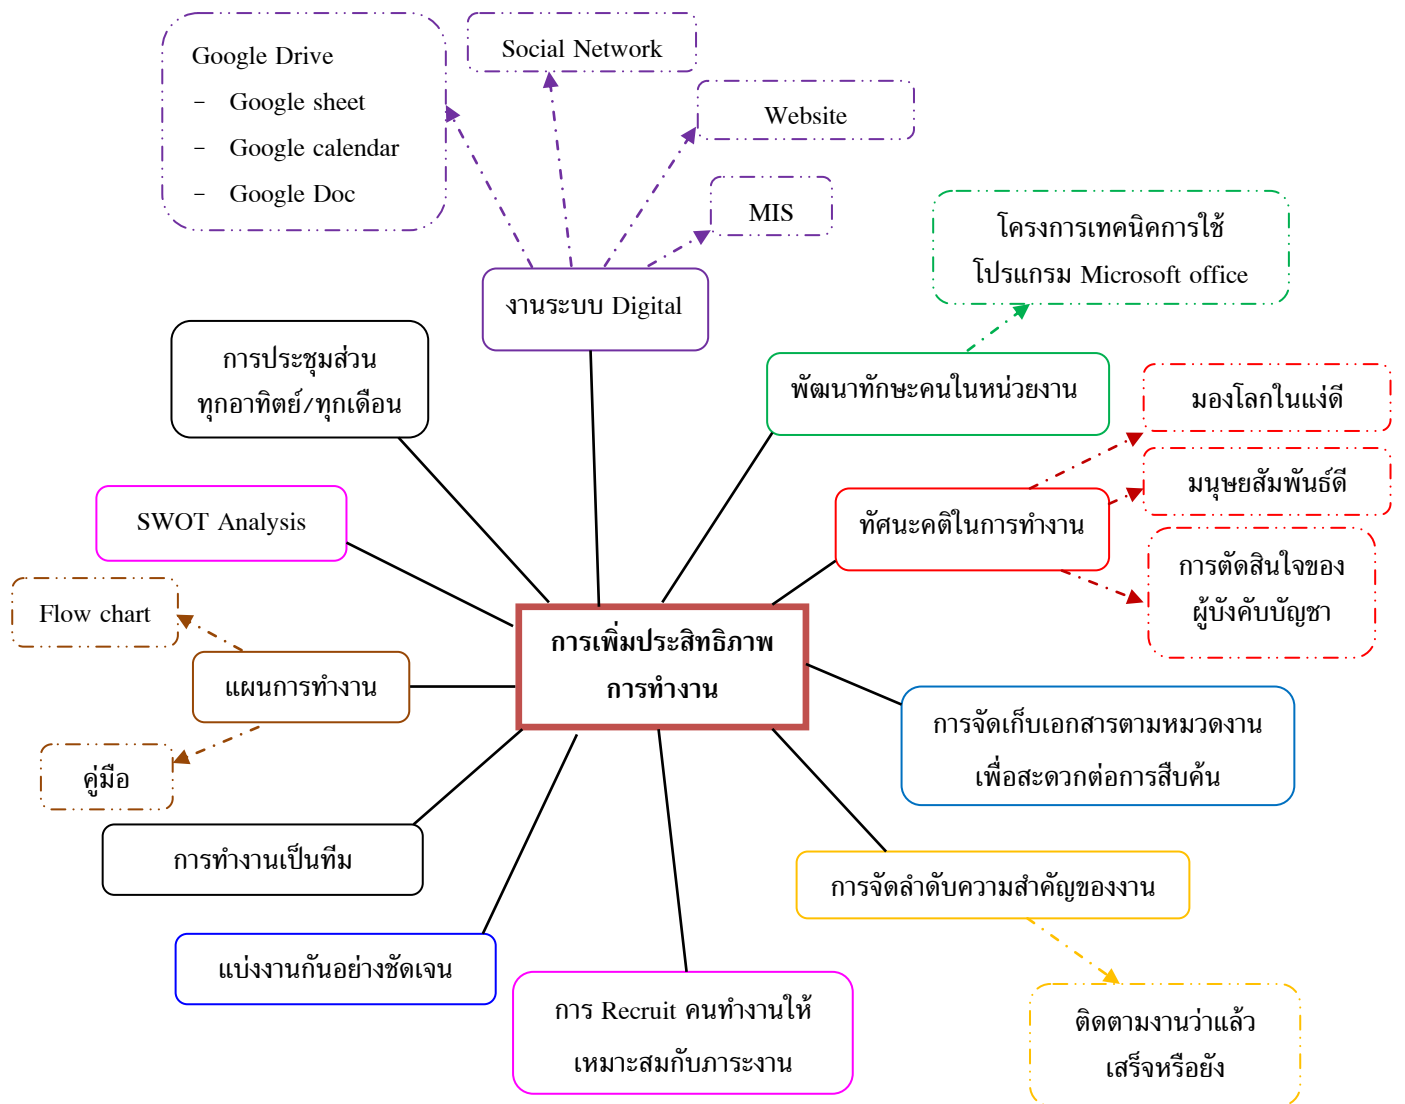 Google Drive
- Google sheet
- Google calendar
- Google Doc
Social Network
Website
MIS
โครงการเทคนิคการใช้
โปรแกรม Microsoft office
งานระบบ Digital
การประชุมส่วน
ทุกอาทิตย์/ทุกเดือน
พัฒนาทักษะคนในหน่วยงาน
มองโลกในแง่ดี
มนุษยสัมพันธ์ดี
SWOT Analysis
ทัศนะคติในการทำงาน
การตัดสินใจของ
ผู้บังคับบัญชา
Flow chart
การเพิ่มประสิทธิภาพ
การทำงาน
แผนการทำงาน
การจัดเก็บเอกสารตามหมวดงาน
เพื่อสะดวกต่อการสืบค้น
คู่มือ
การทำงานเป็นทีม
การจัดลำดับความสำคัญของงาน
แบ่งงานกันอย่างชัดเจน
การ Recruit คนทำงานให้
เหมาะสมกับภาระงาน
ติดตามงานว่าแล้ว
เสร็จหรือยัง